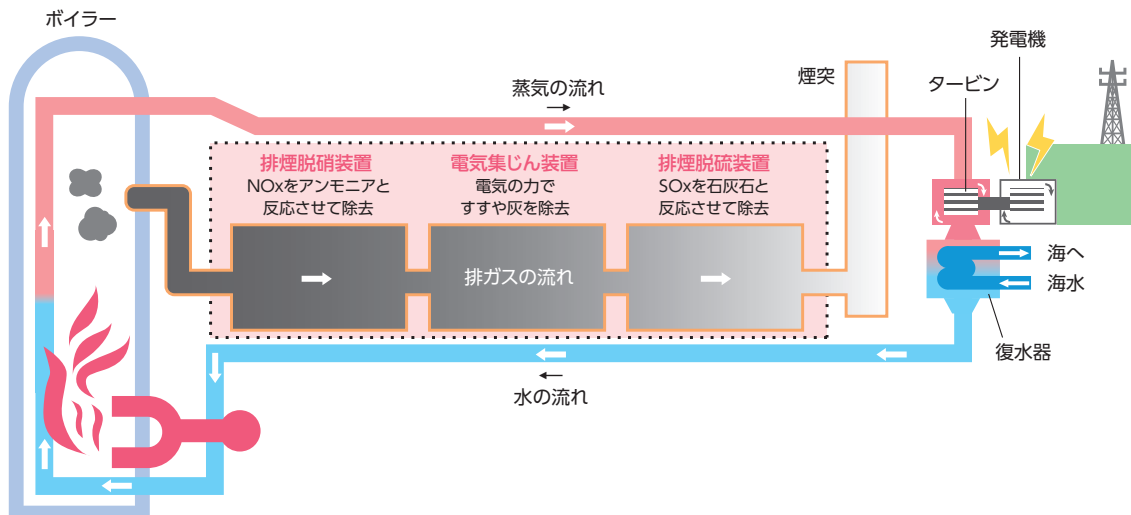 ボイラー
発電機
煙突
タービン
蒸気の流れ
排煙脱硝装置
NOxをアンモニアと
反応させて除去
電気集じん装置
電気の力で
すすや灰を除去
排煙脱硫装置
SOxを石灰石と
反応させて除去
排ガスの流れ
海へ
海水
復水器
水の流れ